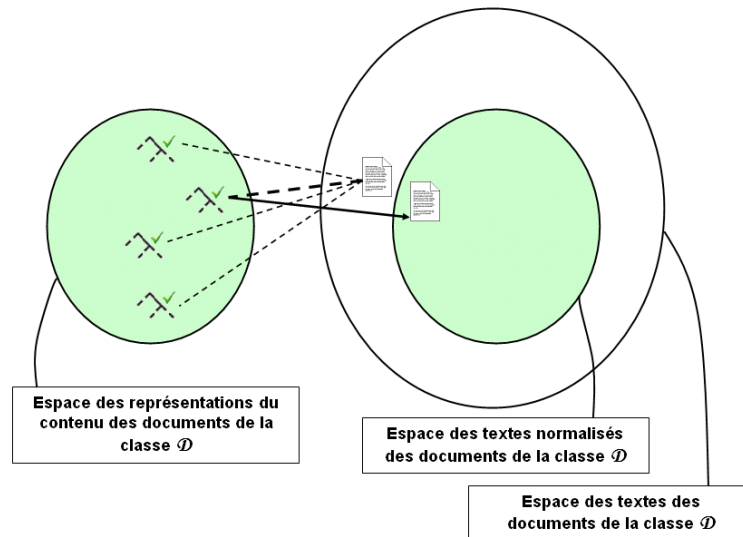 Espace des représentations du
contenu des documents de la
classe 𝒟
Espace des textes normalisés
des documents de la classe 𝒟
Espace des textes des
documents de la classe 𝒟